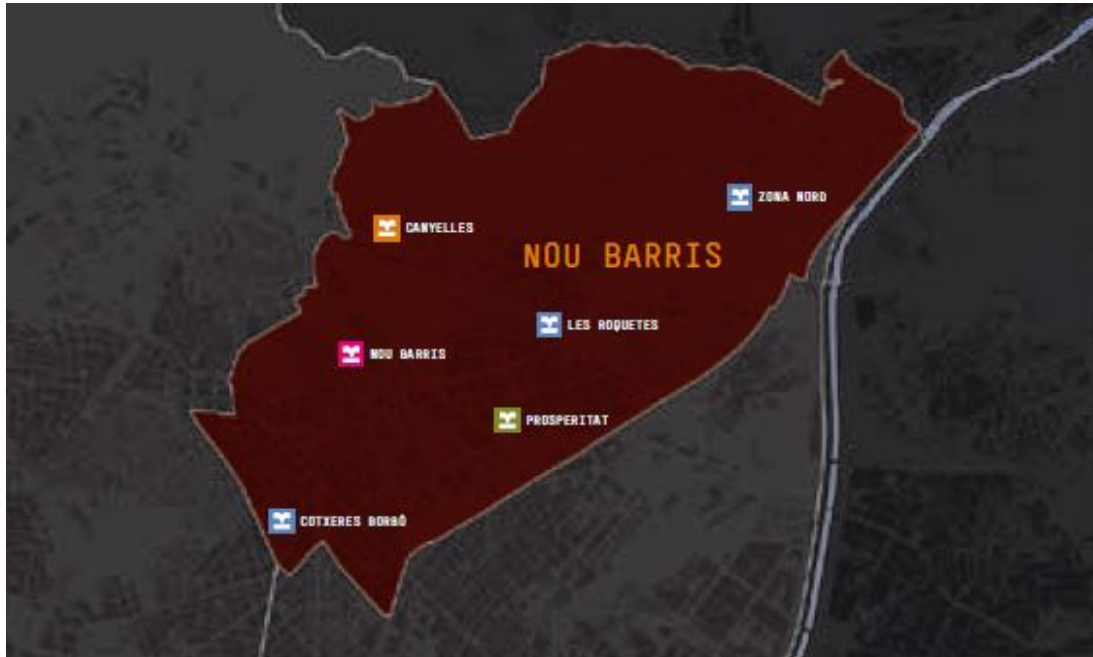 ZONA NORD
CANYELLES
NOU BARRIS
LES ROQUETES
NOU BARRIS
PROSPERITAT
COTXERES BORBÓ